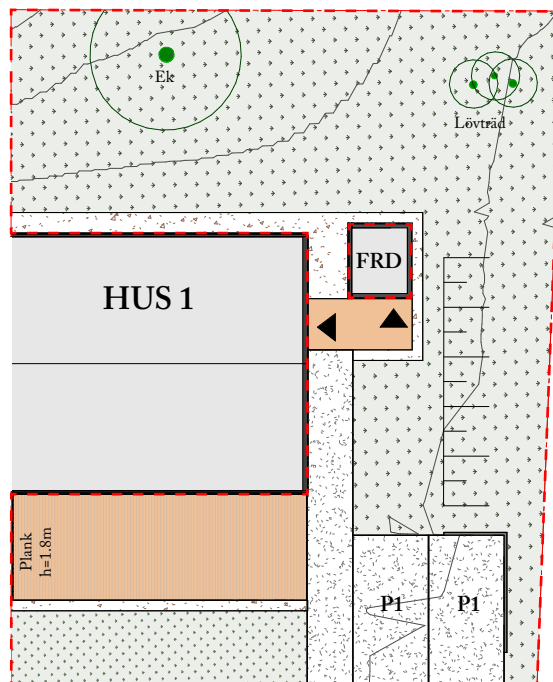 Ek
Lövträd
FRD
HUS 1
Plank
h=1.8m
P1
P1